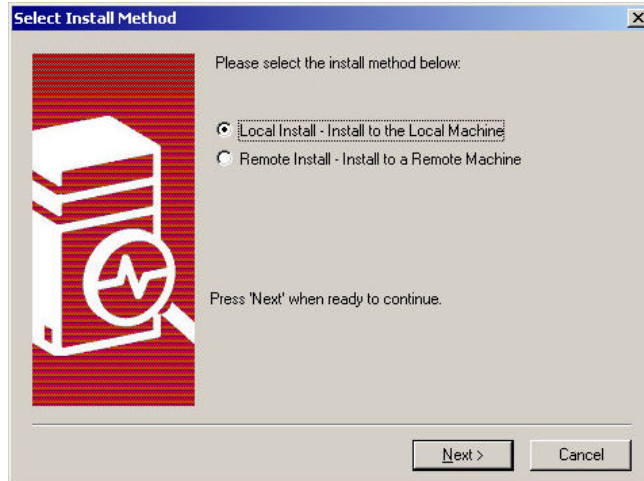 Select Install Method
Please select the install method below:
Local Install - Install to the Local Machine
Remote Install - Install to a Remote Machine
Press 'Next' when ready to continue.
Next >
Cancel